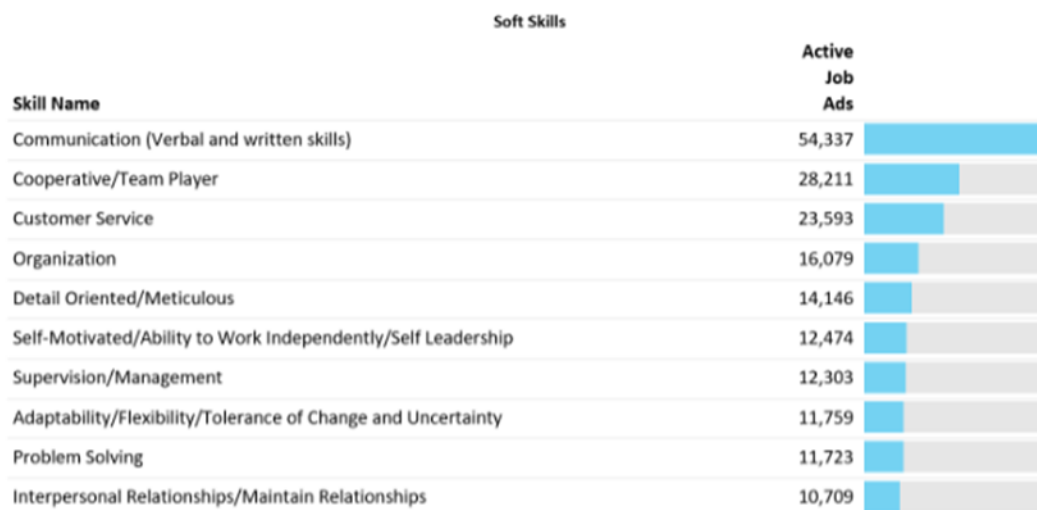 Soft Skills
Active
Job
Skill Name Ads
Communication (Verbal and written skills) 54,337
Cooperative/Team Player 28,211
Customer Service 23,593
Organization 16,079
Detail Oriented/Meticulous 14,146
Self-Motivated/Ability to Work Independently/Self Leadership 12,474
Supervision/Management 12,303
Adaptability/Flexibility/Tolerance of Change and Uncertainty 11,759
Problem Solving 11,723
Interpersonal Relationships/Maintain Relationships 10,709